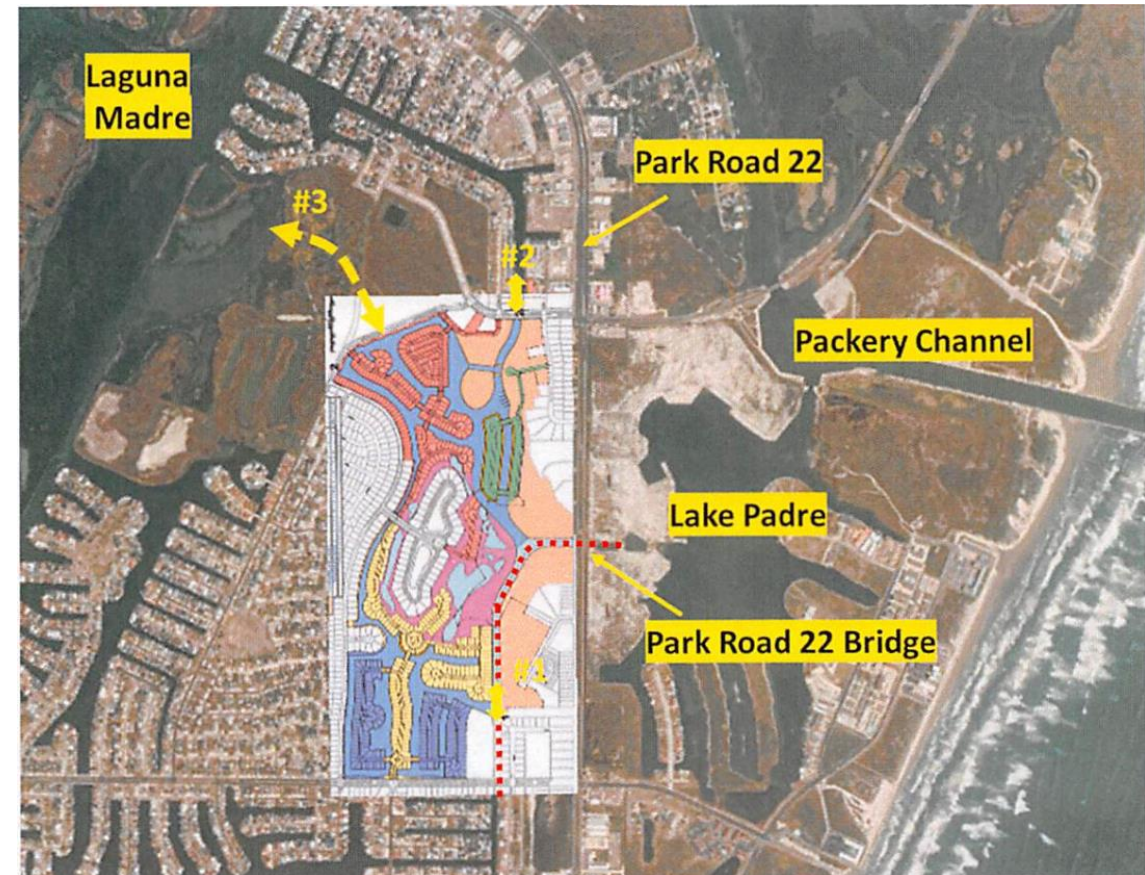 Laguna
Madre
Park Road 22
#3
#2
Packery Channel
Lake Padre
Park Road 22 Bridge
#1